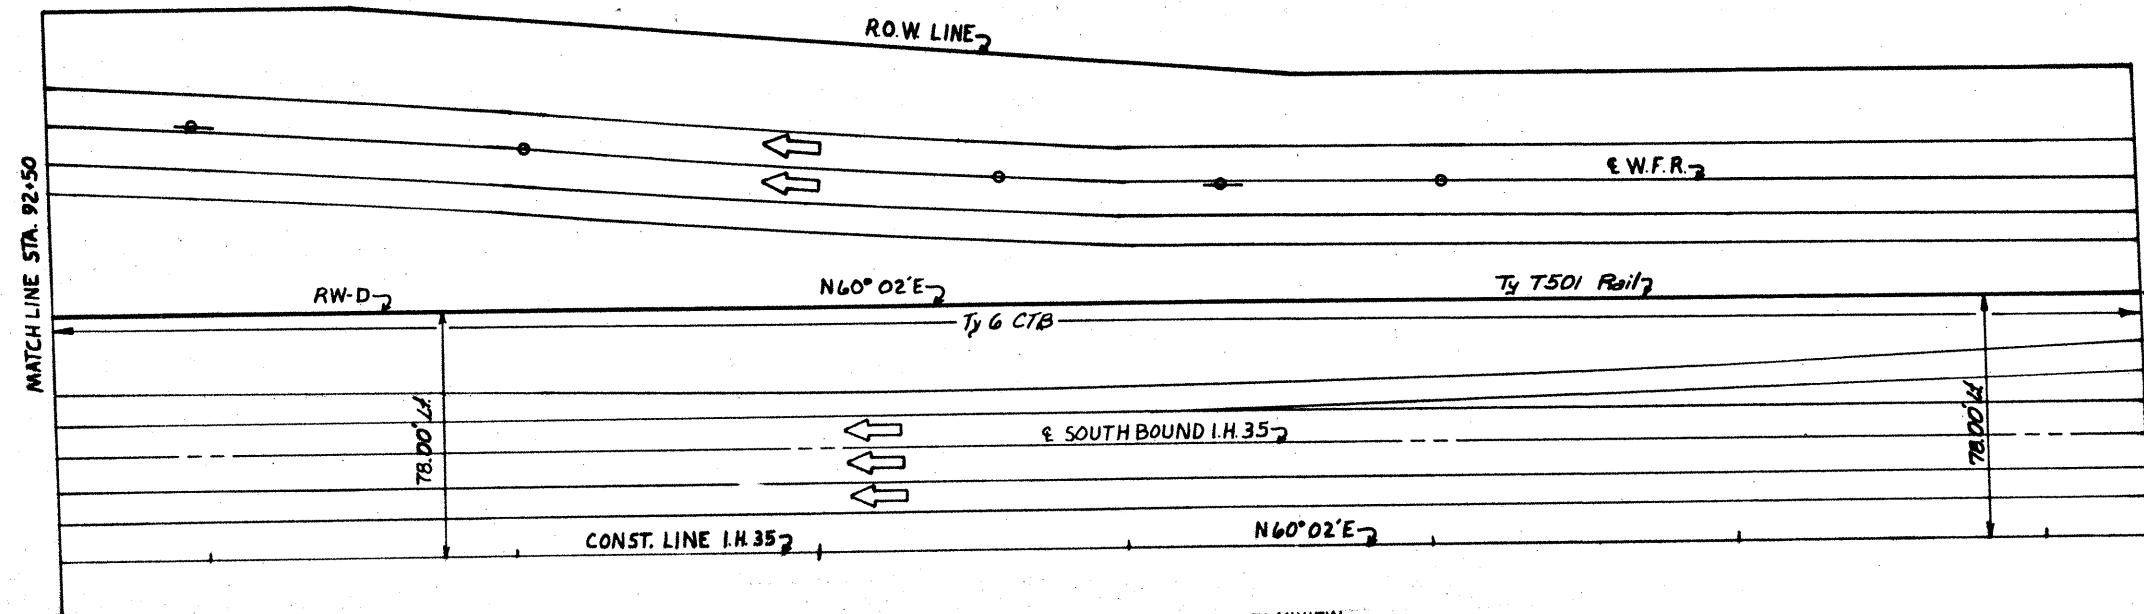 R.O.W. LINE
MATCH LINE STA. 92+50
℄ W.F.R.
RW-D
N60° 02'E
Ty T501 Rail
Ty 6 CTB
78.00' Lt.
78.00' Lt.
℄ SOUTH BOUND I.H. 35
CONST. LINE I.H. 35
N60° 02'E